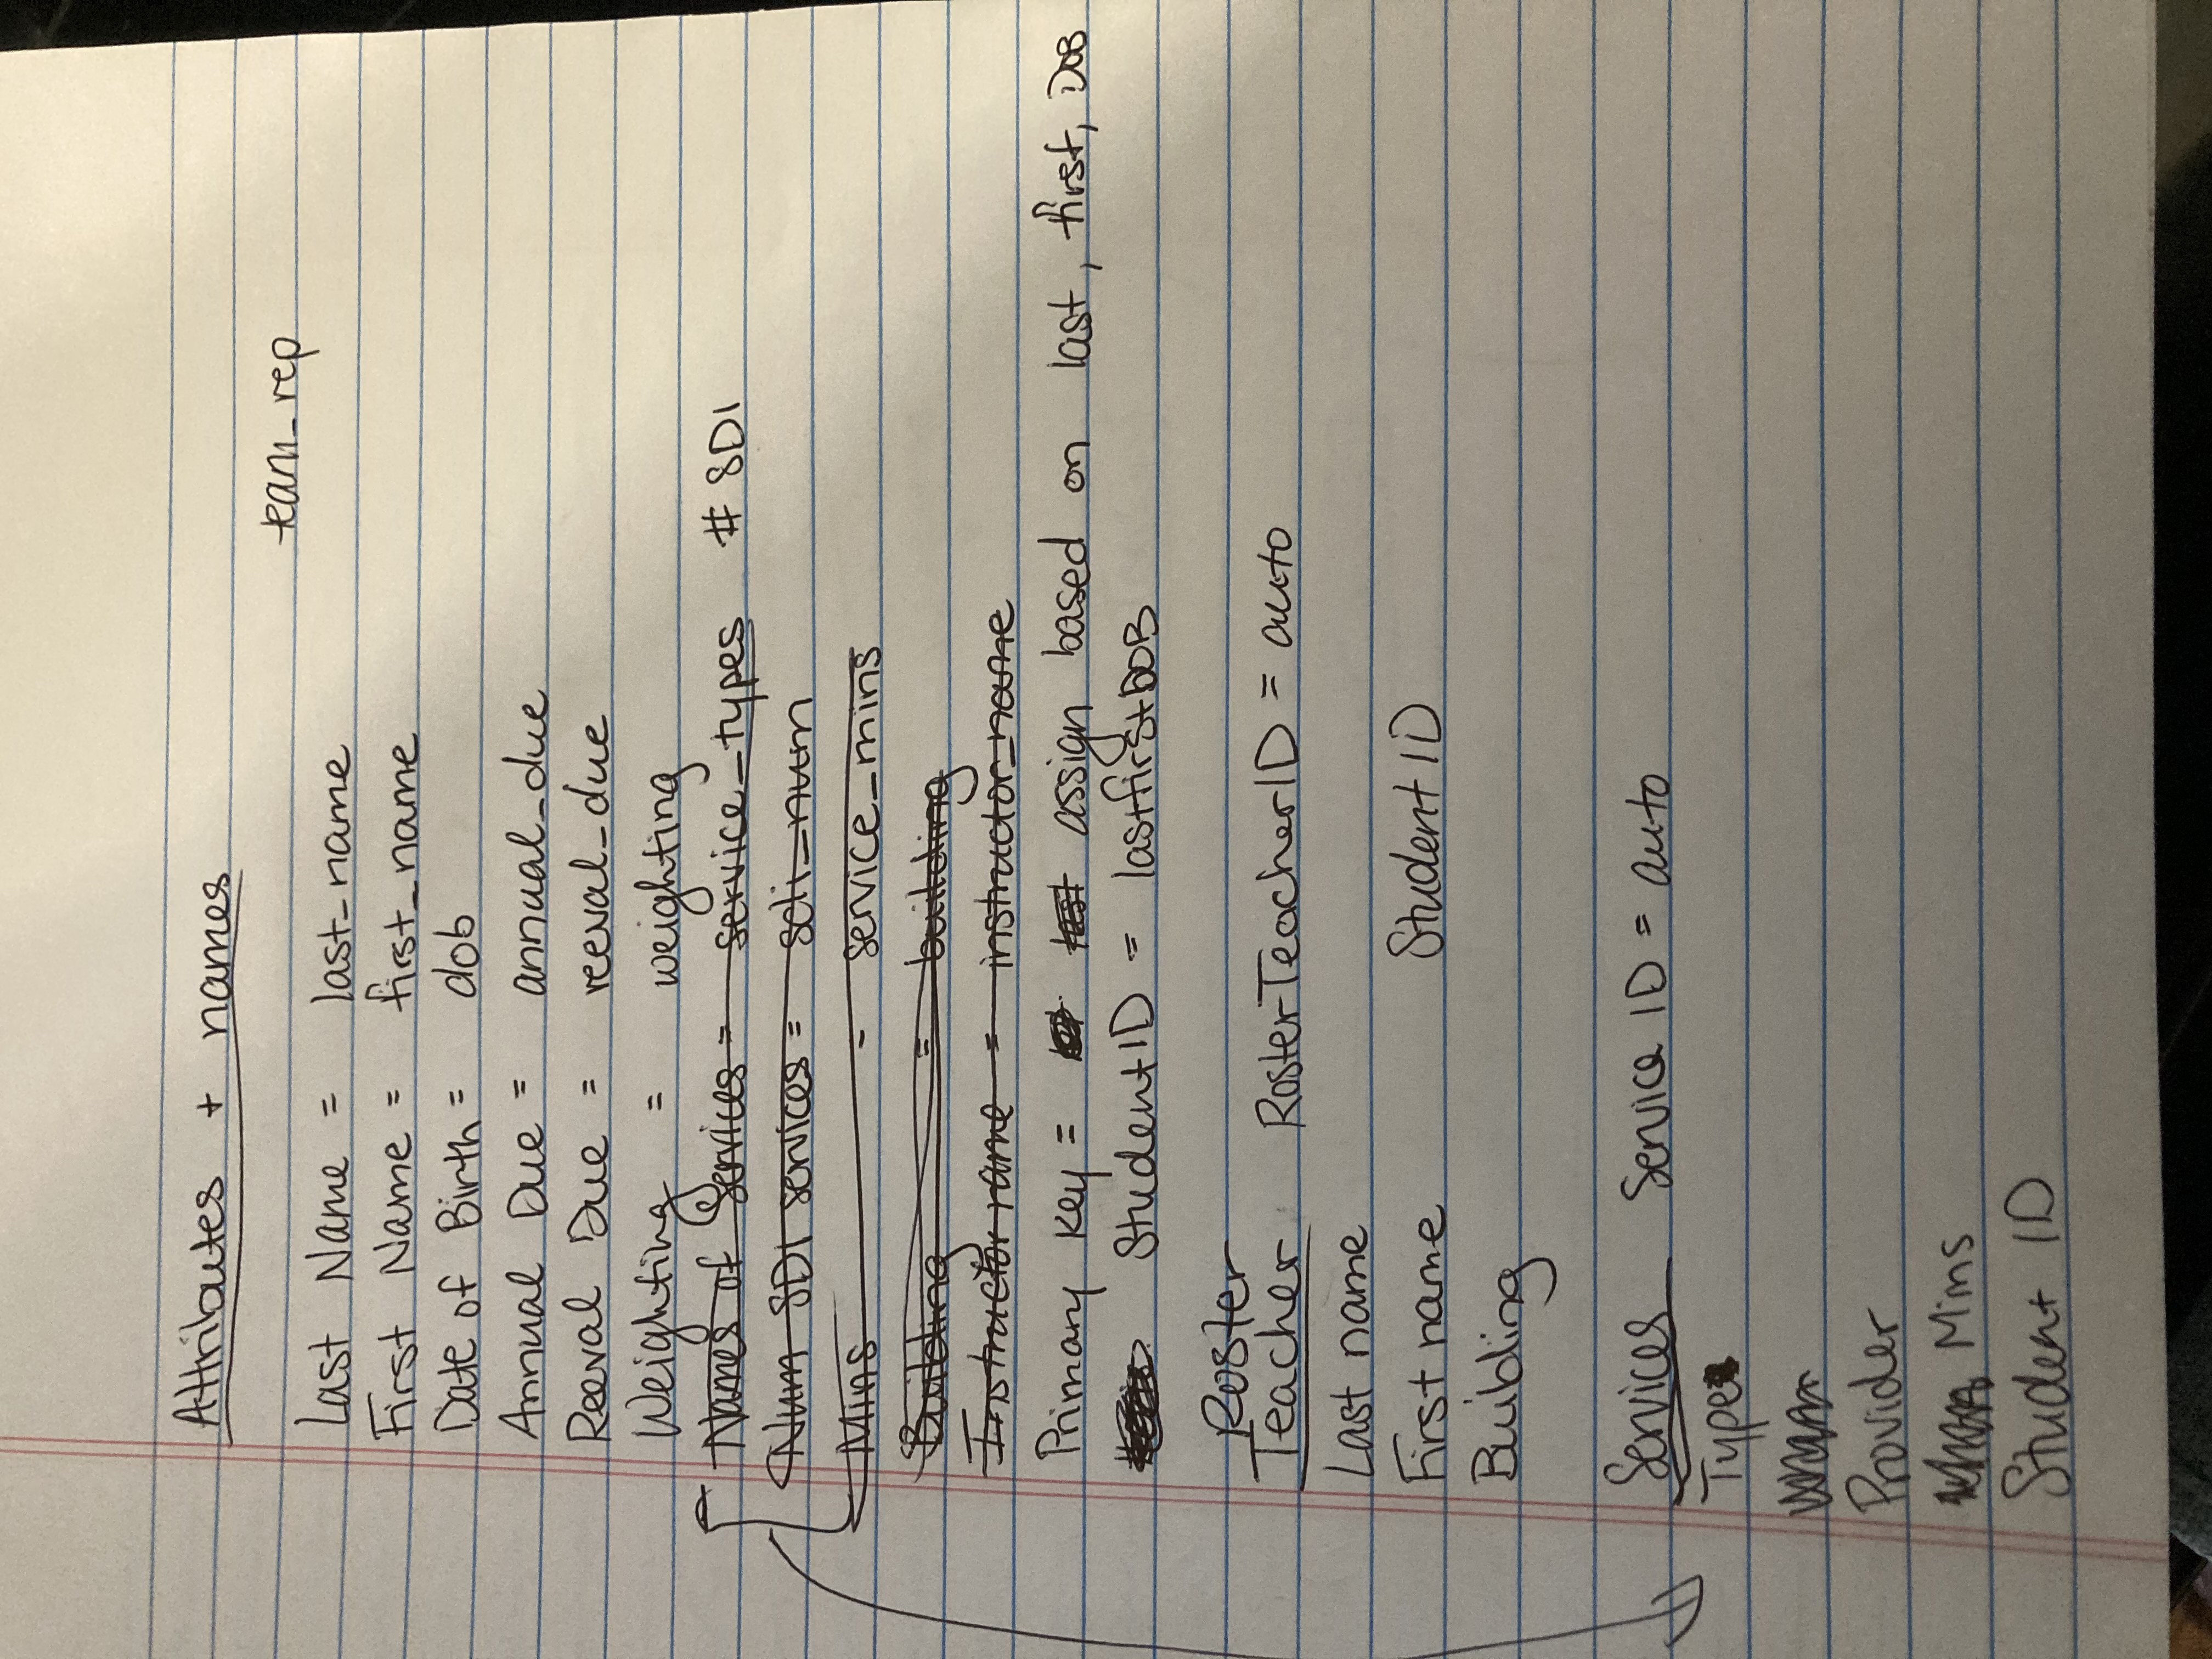 Attributes + names
team_rep
Last Name = last_name
First Name = first_name
Date of Birth = dob
Annual Due = annual_due
Reeval Due = reeval_due
Weighting = weighting
Names of Services = service_types # SDI
Num SDI services = sdi_num
Mins - service_mins
Building = building
Instructor name = instructor_name
Primary Key = assign based on last, first, DOB
StudentID = lastfirstDOB
Roster
Teacher RosterTeacherID = auto
Last name
First name Student ID
Building
Services Service ID = auto
Type
Provider
Mins
Student ID